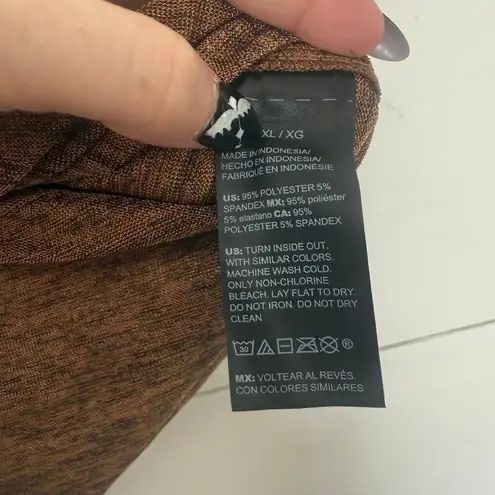 XL / XG
MADE IN INDONESIA/
HECHO EN INDONESIA/
FABRIQUÉ EN INDONÉSIE
US: 95% POLYESTER 5%
SPANDEX MX: 95% poliéster
5% elastano CA: 95%
POLYESTER 5% SPANDEX
US: TURN INSIDE OUT.
WITH SIMILAR COLORS.
MACHINE WASH COLD.
ONLY NON-CHLORINE
BLEACH. LAY FLAT TO DRY.
DO NOT IRON. DO NOT DRY
CLEAN
30 ®
MX: VOLTEAR AL REVÉS.
CON COLORES SIMILARES